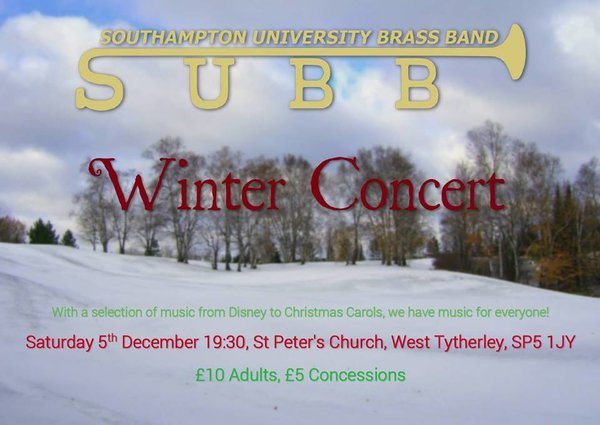 SOUTHAMPTON UNIVERSITY BRASS BAND
SUBB
Winter Concert
With a selection of music from Disney to Christmas Carols, we have music for everyone!
Saturday 5th December 19:30, St Peter's Church, West Tytherley, SP5 1JY
£10 Adults, £5 Concessions